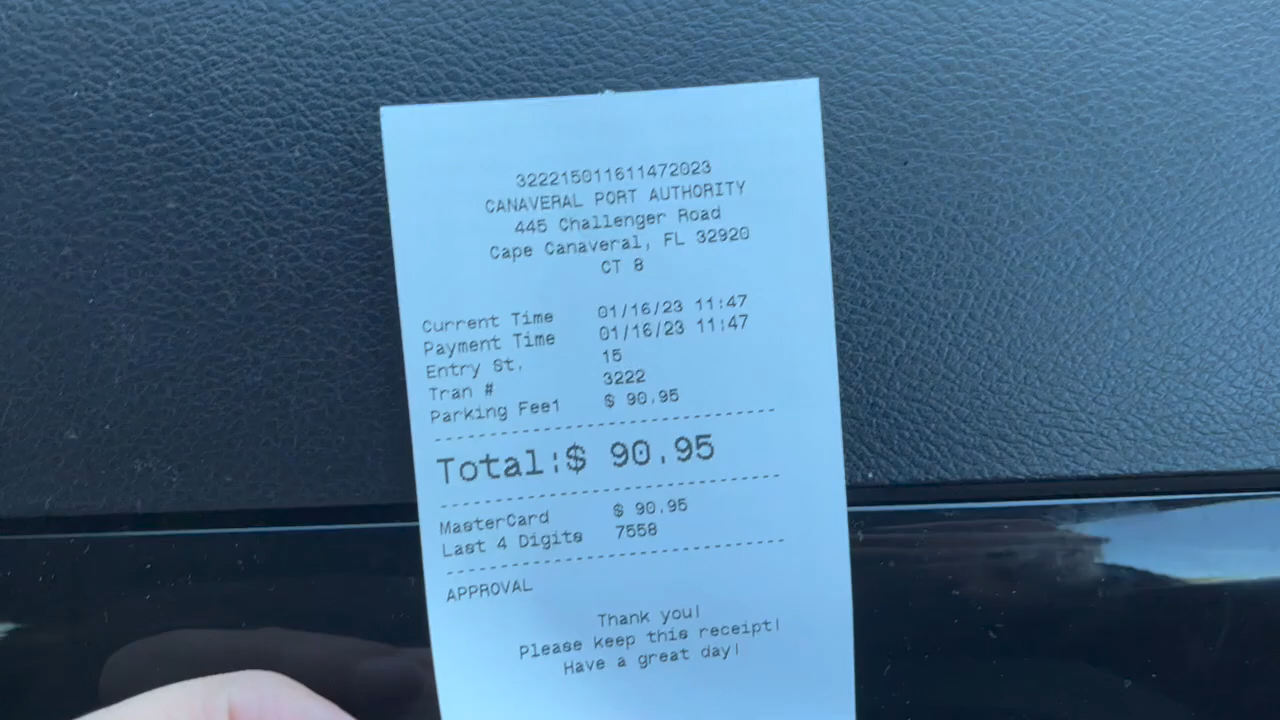 322215011611472023
CANAVERAL PORT AUTHORITY
445 Challenger Road
Cape Canaveral, FL 32920
CT 8
Current Time 01/16/23 11:47
Payment Time 01/16/23 11:47
Entry St. 15
Tran # 3222
Parking Fee1 $ 90.95
Total:$ 90.95
MasterCard $ 90.95
Last 4 Digits 7558
APPROVAL
Thank you!
Please keep this receipt!
Have a great day!